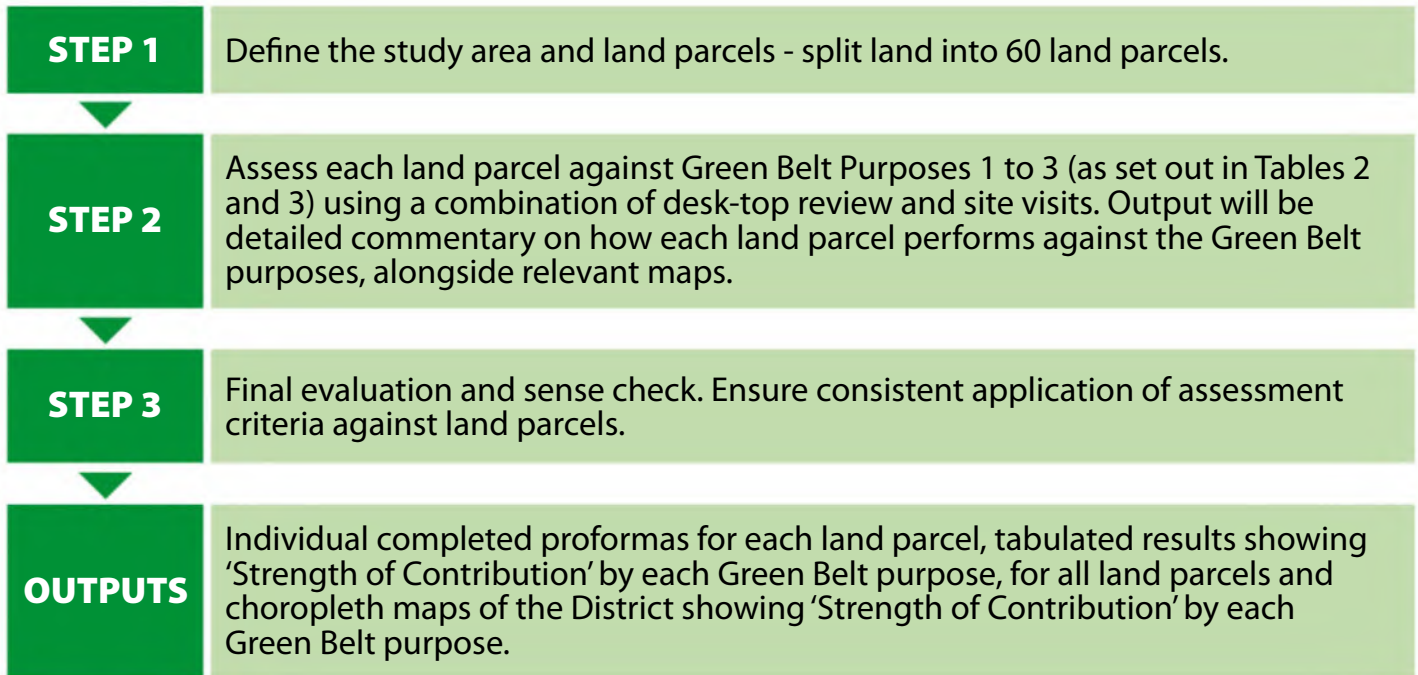 STEP 1
Define the study area and land parcels - split land into 60 land parcels.
STEP 2
Assess each land parcel against Green Belt Purposes 1 to 3 (as set out in Tables 2
and 3) using a combination of desk-top review and site visits. Output will be
detailed commentary on how each land parcel performs against the Green Belt
purposes, alongside relevant maps.
STEP 3
Final evaluation and sense check. Ensure consistent application of assessment
criteria against land parcels.
OUTPUTS
Individual completed proformas for each land parcel, tabulated results showing
‘Strength of Contribution’ by each Green Belt purpose, for all land parcels and
choropleth maps of the District showing ‘Strength of Contribution’ by each
Green Belt purpose.